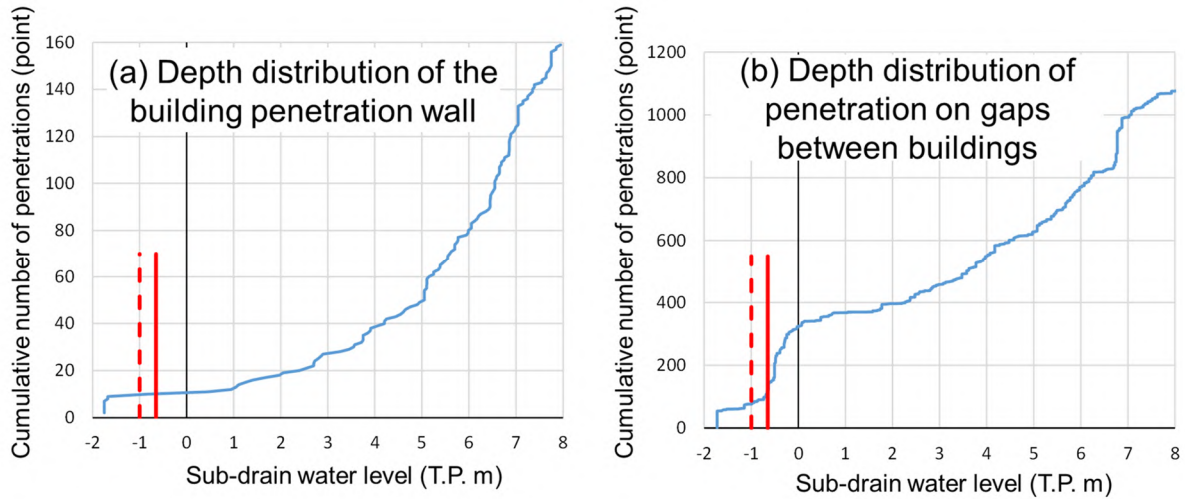 Cumulative number of penetrations (point)
160
140
120
100
80
60
40
20
0
(a) Depth distribution of the
building penetration wall
-2 -1 0 1 2 3 4 5 6 7 8
Sub-drain water level (T.P. m)
Cumulative number of penetrations (point)
1200
1000
800
600
400
200
0
(b) Depth distribution of
penetration on gaps
between buildings
-2 -1 0 1 2 3 4 5 6 7 8
Sub-drain water level (T.P. m)